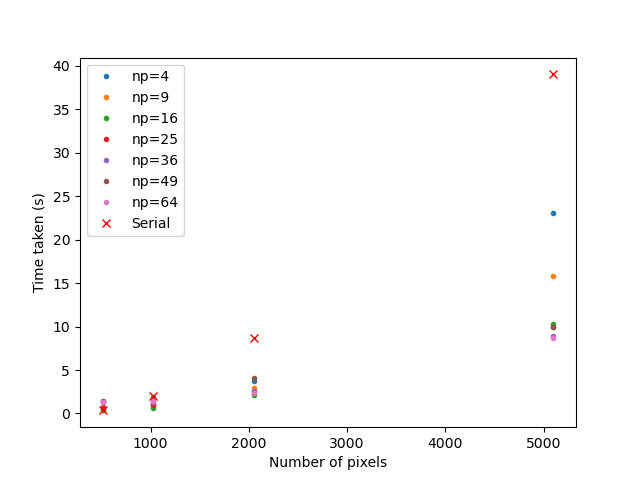 40
35
30
25
20
15
10
5
0
Time taken (s)
np=4
np=9
np=16
np=25
np=36
np=49
np=64
Serial
1000 2000 3000 4000 5000
Number of pixels